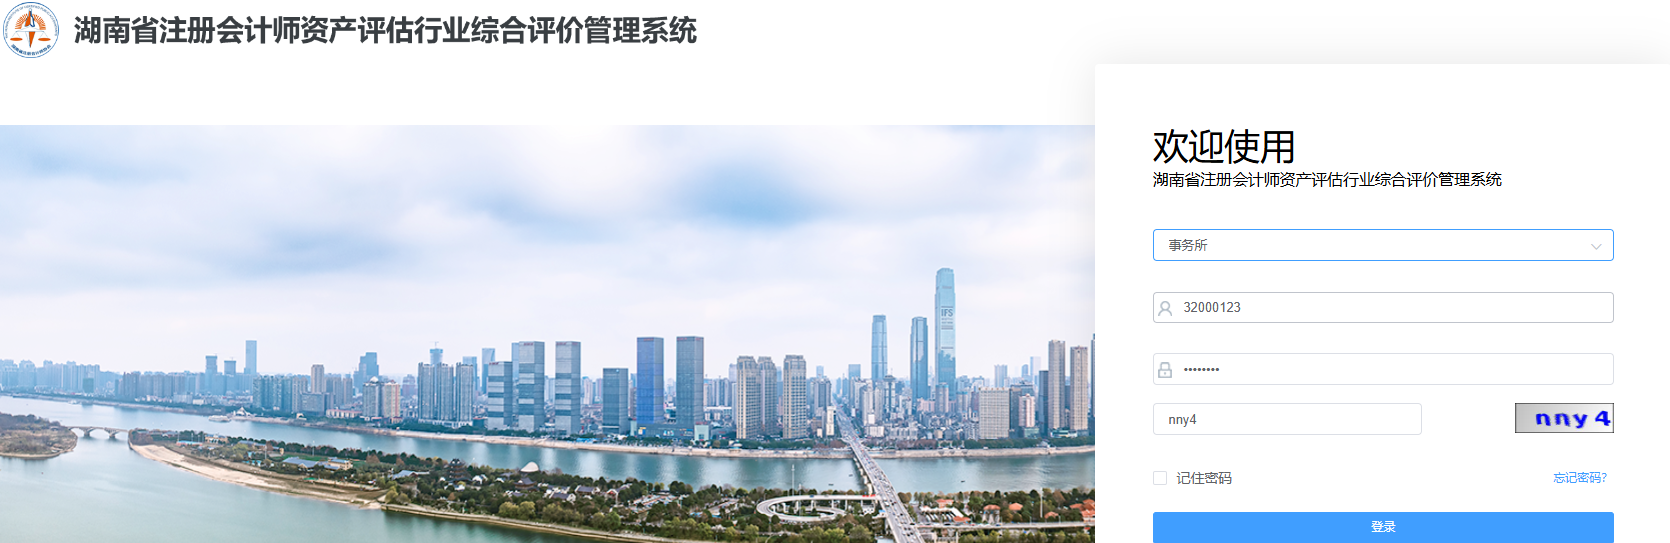 湖南省注册会计师资产评估行业综合评价管理系统
欢迎使用
湖南省注册会计师资产评估行业综合评价管理系统
事务所
32000123
••••••••
nny4
nny4
记住密码
忘记密码?
登录
IFS